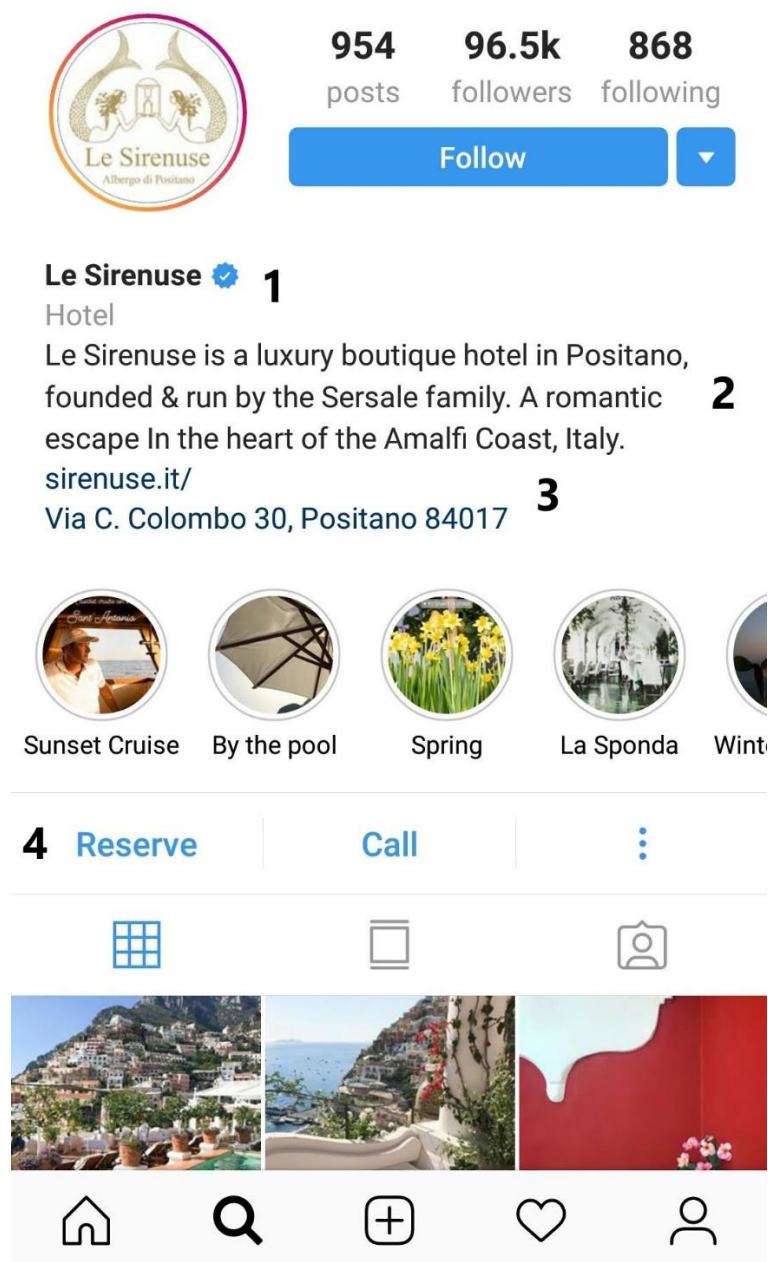 954 96.5k 868
posts followers following
Le Sirenuse
Albergo di Positano
Follow
Le Sirenuse 1
Hotel
Le Sirenuse is a luxury boutique hotel in Positano,
founded & run by the Sersale family. A romantic 2
escape In the heart of the Amalfi Coast, Italy.
sirenuse.it/
Via C. Colombo 30, Positano 84017 3
Sant Antonio
Sunset Cruise By the pool Spring La Sponda Wint
4 Reserve Call